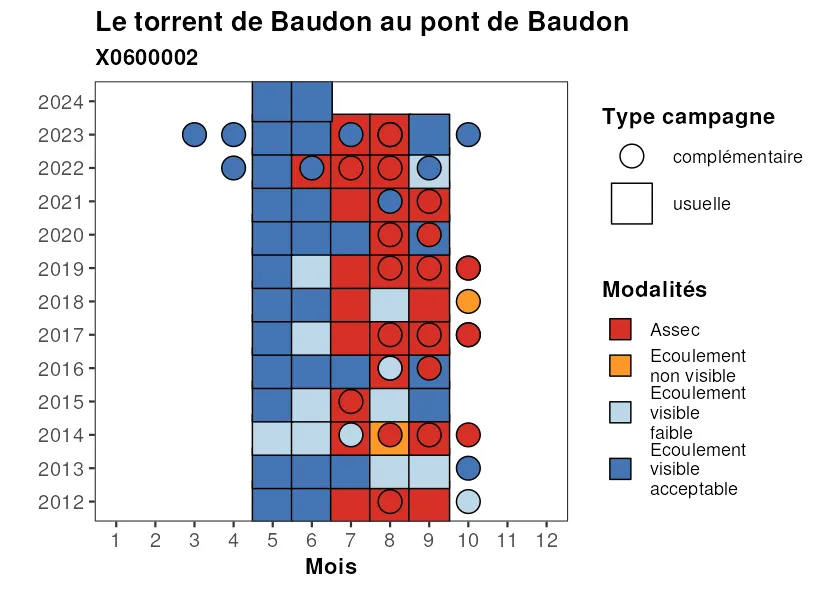 Le torrent de Baudon au pont de Baudon
X0600002
2024
2023
2022
2021
2020
2019
2018
2017
2016
2015
2014
2013
2012
1 2 3 4 5 6 7 8 9 10 11 12
Mois
Type campagne
complémentaire
usuelle
Modalités
Assec
Ecoulement
non visible
Ecoulement
visible
faible
Ecoulement
visible
acceptable